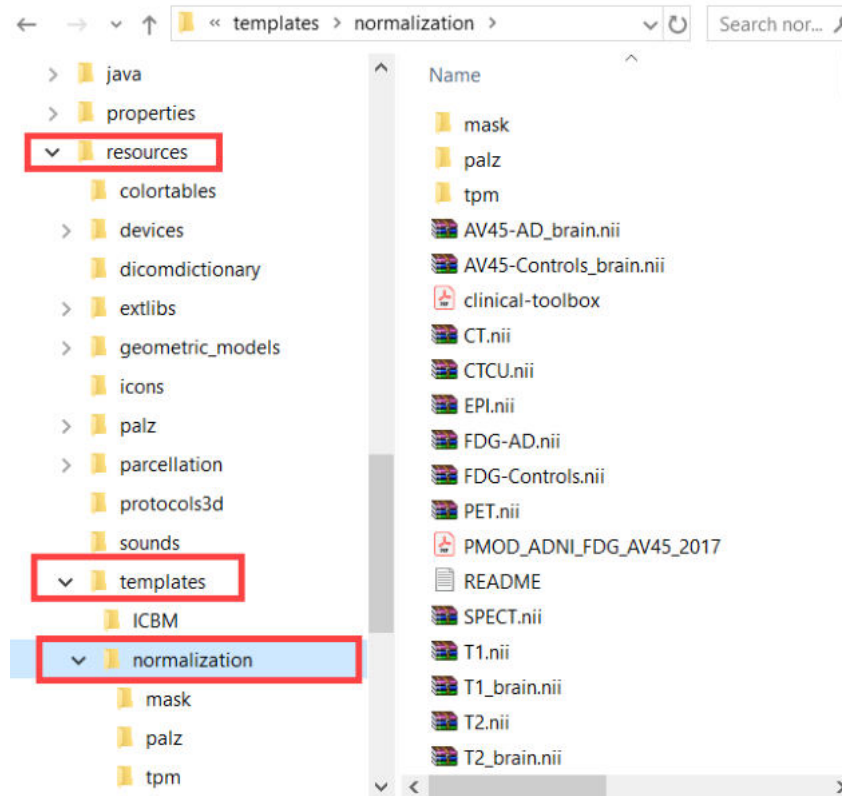 « templates > normalization >
Search nor...
java
properties
resources
colortables
devices
dicomdictionary
extlibs
geometric_models
icons
palz
parcellation
protocols3d
sounds
templates
ICBM
normalization
mask
palz
tpm
Name
mask
palz
tpm
AV45-AD_brain.nii
AV45-Controls_brain.nii
clinical-toolbox
CT.nii
CTCU.nii
EPI.nii
FDG-AD.nii
FDG-Controls.nii
PET.nii
PMOD_ADNI_FDG_AV45_2017
README
SPECT.nii
T1.nii
T1_brain.nii
T2.nii
T2_brain.nii